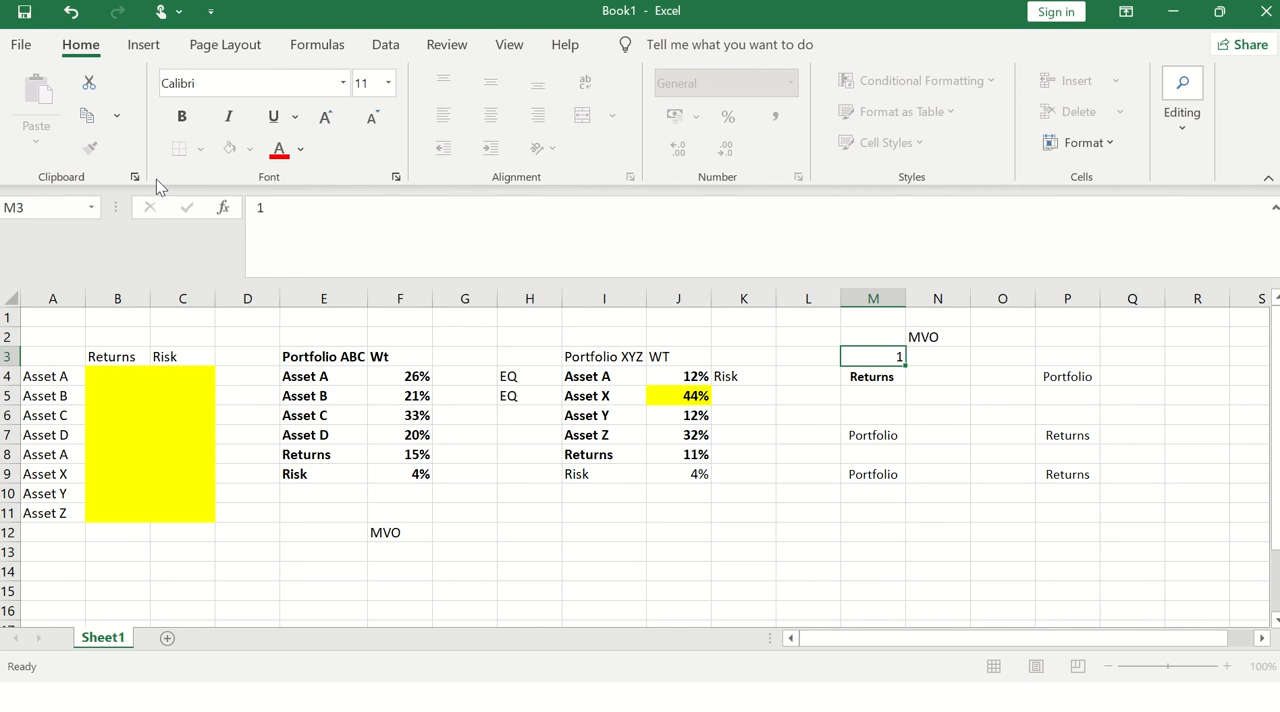 Book1 - Excel
Sign in
File Home Insert Page Layout Formulas Data Review View Help Tell me what you want to do Share
Calibri 11 General Conditional Formatting Insert
Paste B I U A A ab c % , Format as Table Delete Editing
A .00 .00 Cell Styles Format
Clipboard Font Alignment Number Styles Cells
M3 fx 1
A B C D E F G H I J K L M N O P Q R S
1
2 MVO
3 Returns Risk Portfolio ABC Wt Portfolio XYZ WT 1
4 Asset A Asset A 26% EQ Asset A 12% Risk Returns Portfolio
5 Asset B Asset B 21% EQ Asset X 44%
6 Asset C Asset C 33% Asset Y 12%
7 Asset D Asset D 20% Asset Z 32% Portfolio Returns
8 Asset A Returns 15% Returns 11%
9 Asset X Risk 4% Risk 4% Portfolio Returns
10 Asset Y
11 Asset Z
12 MVO
13
14
15
16
Sheet1
Ready 100%